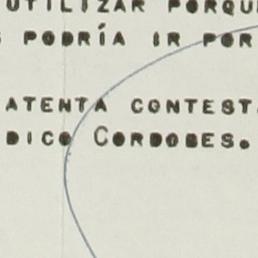 UTILIZAR PORQU
PODRÍA IR POR
ATENTA CONTEST
DICO CORDOBES.